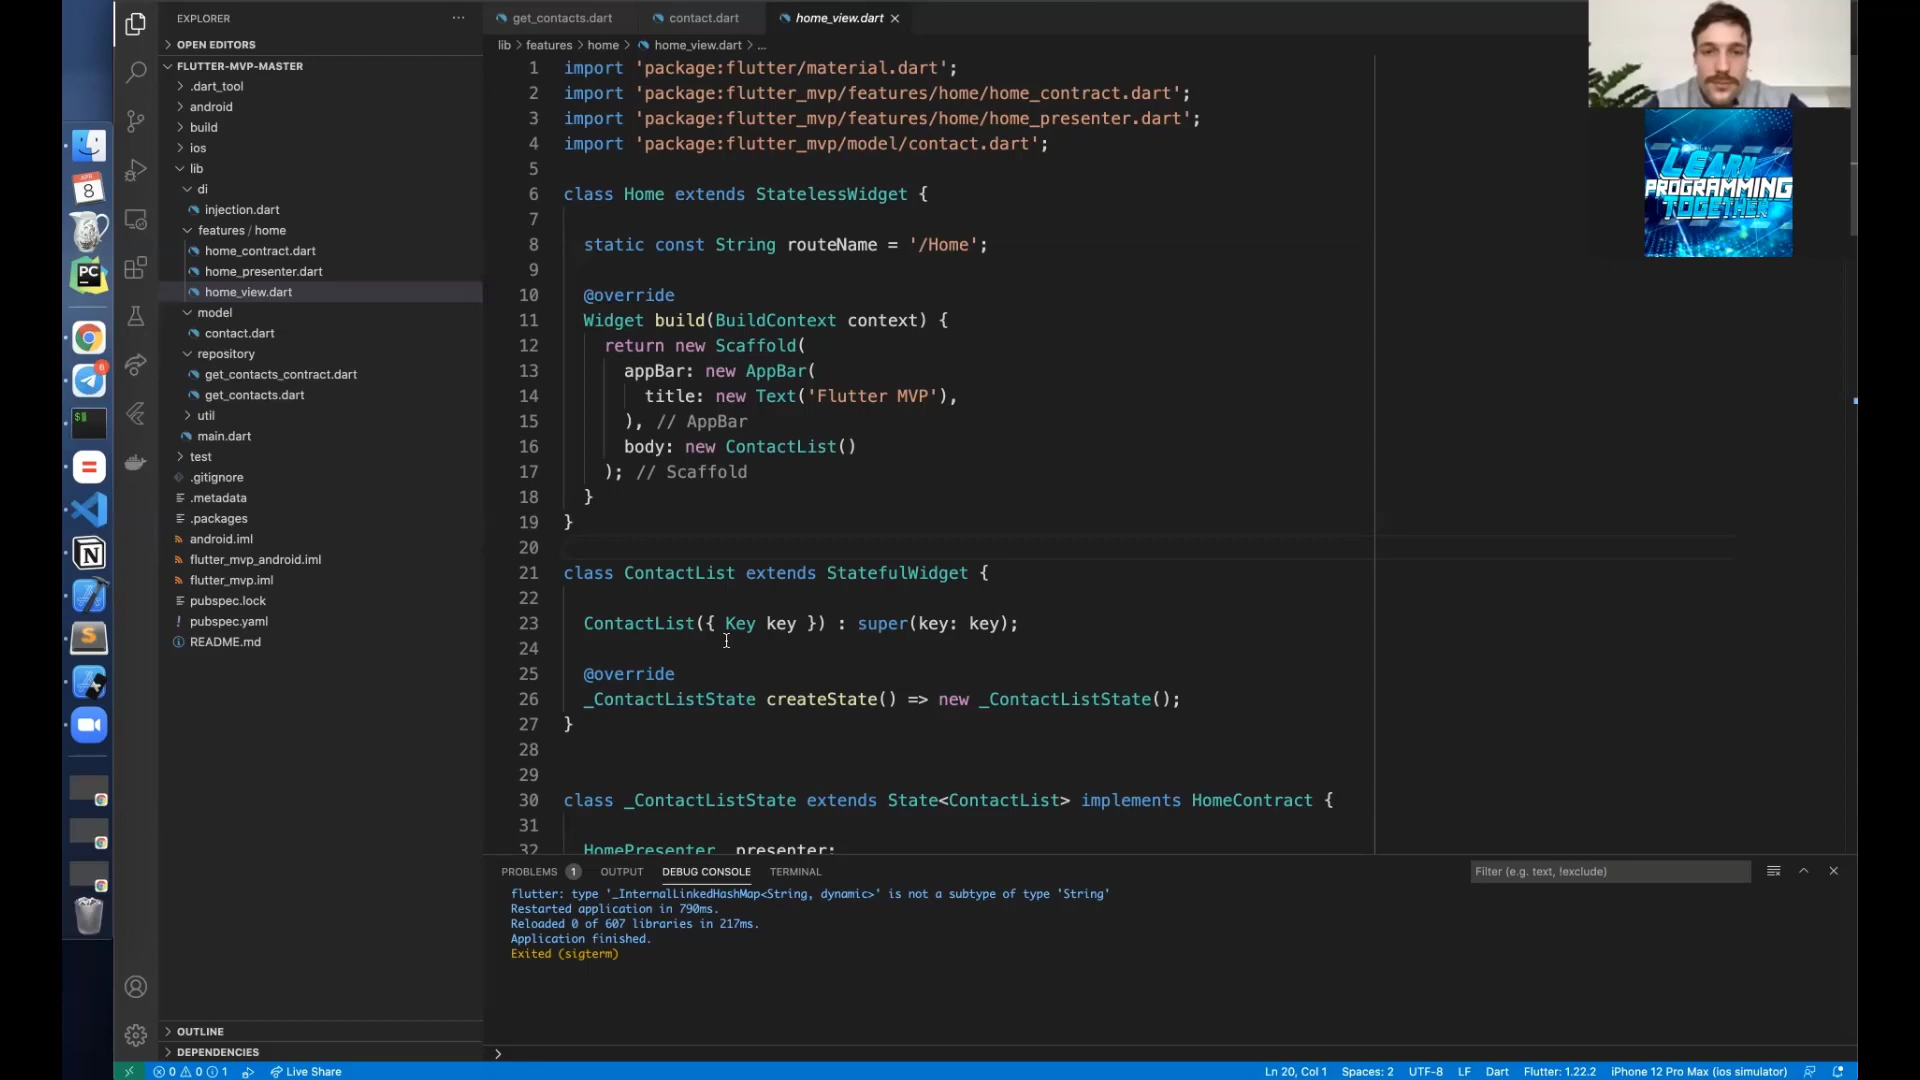 EXPLORER
OPEN EDITORS
FLUTTER-MVP-MASTER
.dart_tool
android
build
ios
lib
di
injection.dart
features / home
home_contract.dart
home_presenter.dart
home_view.dart
model
contact.dart
repository
get_contacts_contract.dart
get_contacts.dart
util
main.dart
test
.gitignore
.metadata
.packages
android.iml
flutter_mvp_android.iml
flutter_mvp.iml
pubspec.lock
pubspec.yaml
README.md
OUTLINE
DEPENDENCIES
APR
8
PC
6
$
N
S
get_contacts.dart
contact.dart
home_view.dart
lib > features > home > home_view.dart > ...
1 import 'package:flutter/material.dart';
2 import 'package:flutter_mvp/features/home/home_contract.dart';
3 import 'package:flutter_mvp/features/home/home_presenter.dart';
4 import 'package:flutter_mvp/model/contact.dart';
5
6 class Home extends StatelessWidget {
7
8 static const String routeName = '/Home';
9
10 @override
11 Widget build(BuildContext context) {
12 return new Scaffold(
13 appBar: new AppBar(
14 title: new Text('Flutter MVP'),
15 ), // AppBar
16 body: new ContactList()
17 ); // Scaffold
18 }
19 }
20
21 class ContactList extends StatefulWidget {
22
23 ContactList({ Key key }) : super(key: key);
24
25 @override
26 _ContactListState createState() => new _ContactListState();
27 }
28
29
30 class _ContactListState extends State<ContactList> implements HomeContract {
31
32 HomePresenter _presenter;
LEARN
PROGRAMMING
TOGETHER
PROBLEMS 1 OUTPUT DEBUG CONSOLE TERMINAL
Filter (e.g. text, !exclude)
flutter: type '_InternalLinkedHashMap<String, dynamic>' is not a subtype of type 'String'
Restarted application in 790ms.
Reloaded 0 of 607 libraries in 217ms.
Application finished.
Exited (sigterm)
0 0 1 Live Share
Ln 20, Col 1 Spaces: 2 UTF-8 LF Dart Flutter: 1.22.2 iPhone 12 Pro Max (ios simulator)